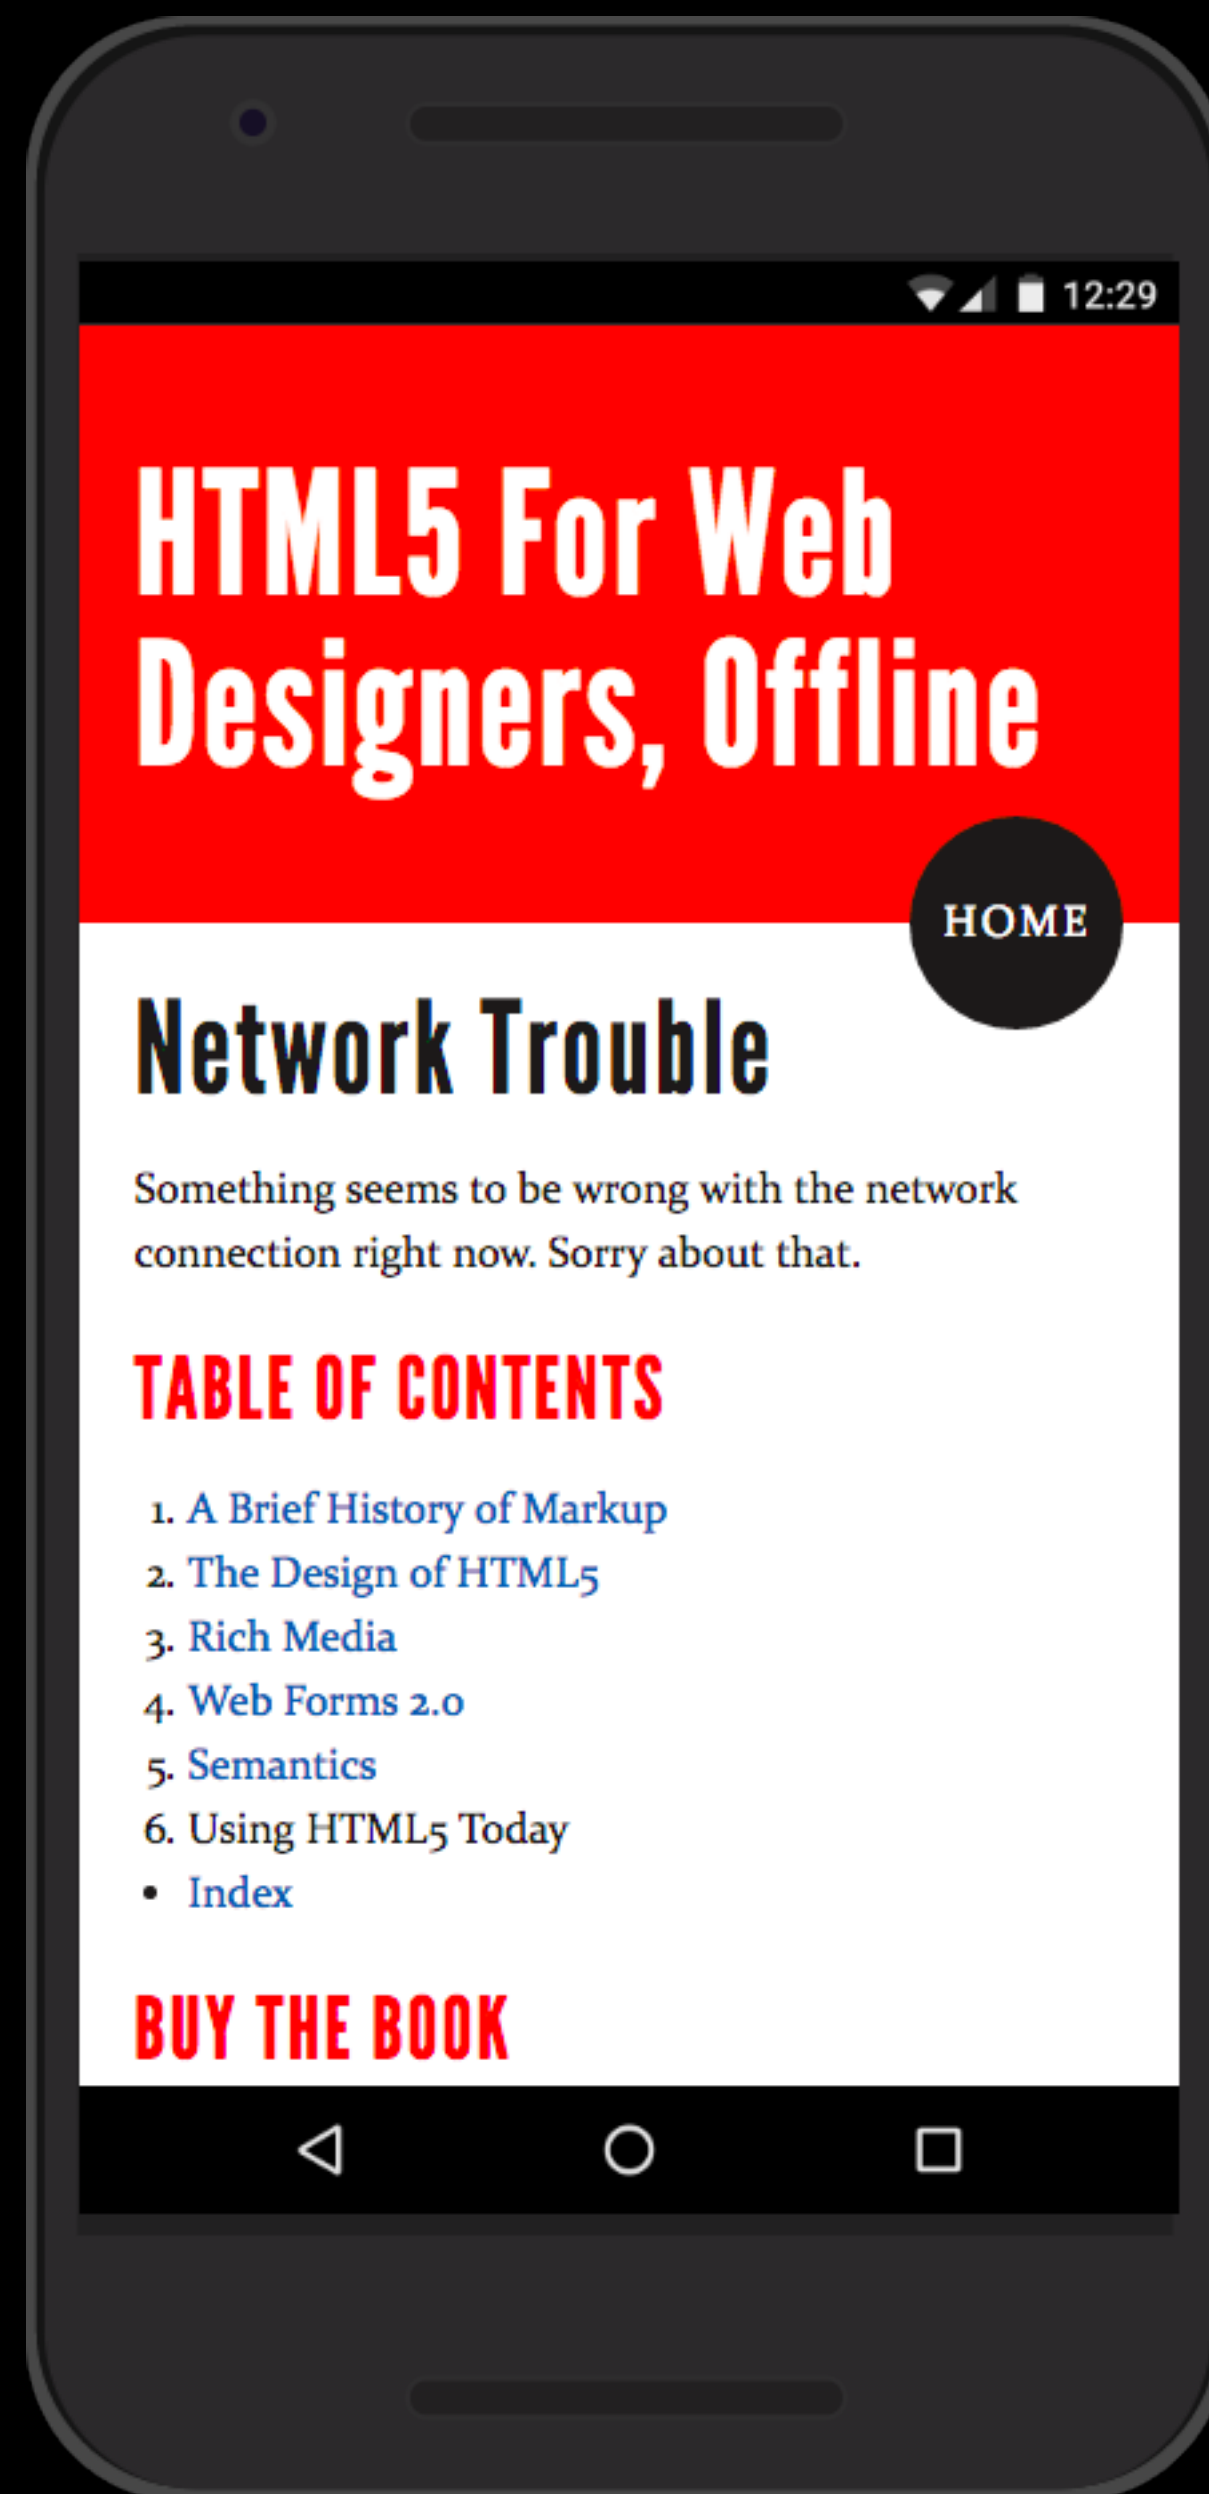 12:29
HTML5 For Web
Designers, Offline
HOME
Network Trouble
Something seems to be wrong with the network
connection right now. Sorry about that.
TABLE OF CONTENTS
1. A Brief History of Markup
2. The Design of HTML5
3. Rich Media
4. Web Forms 2.0
5. Semantics
6. Using HTML5 Today
• Index
BUY THE BOOK